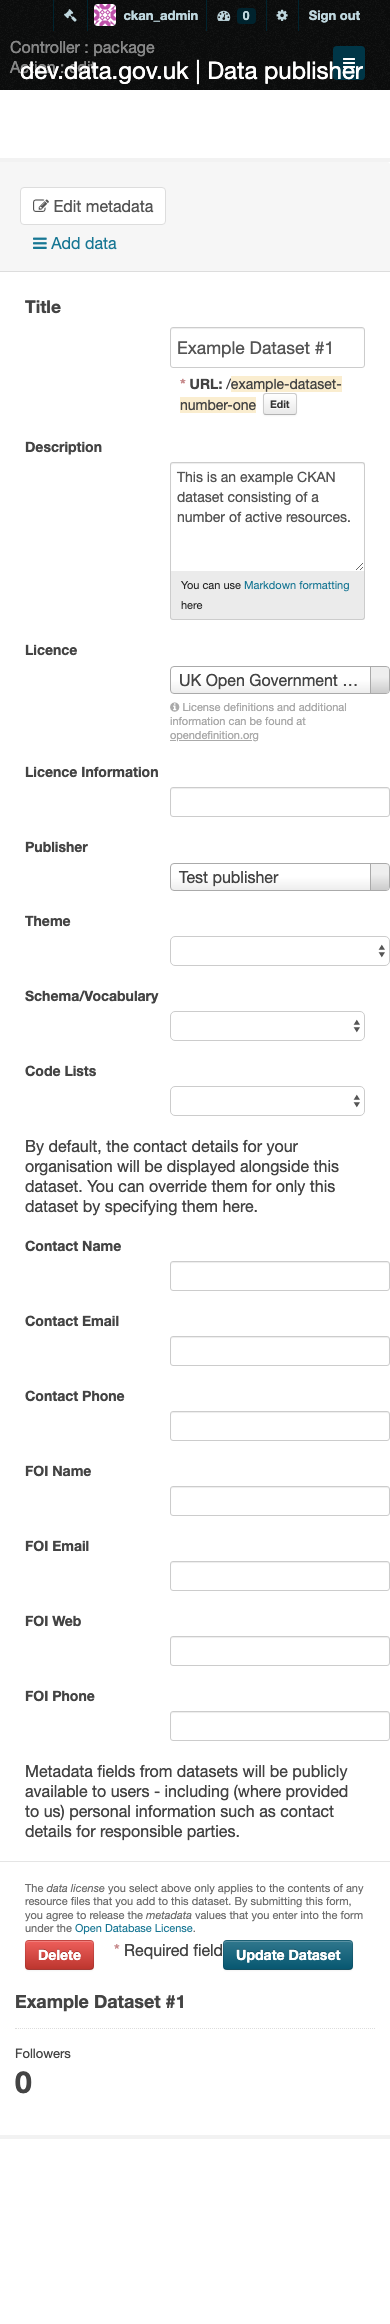 ckan_admin 0 Sign out
Controller : package
Action : edit
dev.data.gov.uk | Data publisher
Edit metadata
Add data
Title
Example Dataset #1
* URL: /example-dataset-
number-one Edit
Description
This is an example CKAN
dataset consisting of a
number of active resources.
You can use Markdown formatting
here
Licence
UK Open Government ...
License definitions and additional
information can be found at
opendefinition.org
Licence Information
Publisher
Test publisher
Theme
Schema/Vocabulary
Code Lists
By default, the contact details for your
organisation will be displayed alongside this
dataset. You can override them for only this
dataset by specifying them here.
Contact Name
Contact Email
Contact Phone
FOI Name
FOI Email
FOI Web
FOI Phone
Metadata fields from datasets will be publicly
available to users - including (where provided
to us) personal information such as contact
details for responsible parties.
The data license you select above only applies to the contents of any
resource files that you add to this dataset. By submitting this form,
you agree to release the metadata values that you enter into the form
under the Open Database License.
Delete * Required field Update Dataset
Example Dataset #1
Followers
0